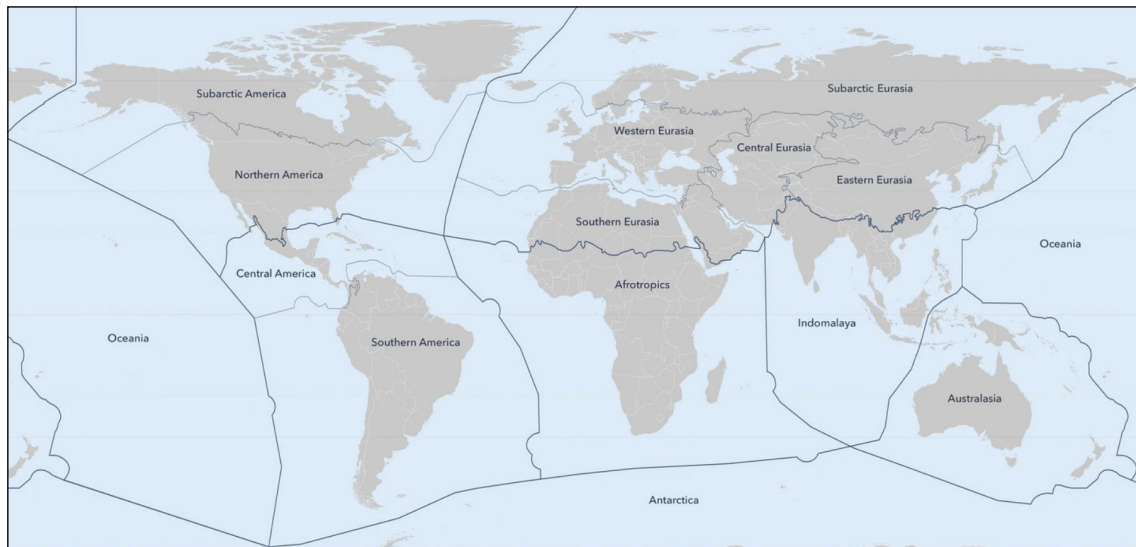 Subarctic America
Subarctic Eurasia
Western Eurasia
Central Eurasia
Northern America
Eastern Eurasia
Southern Eurasia
Oceania
Central America
Afrotropics
Indomalaya
Oceania
Southern America
Australasia
Antarctica